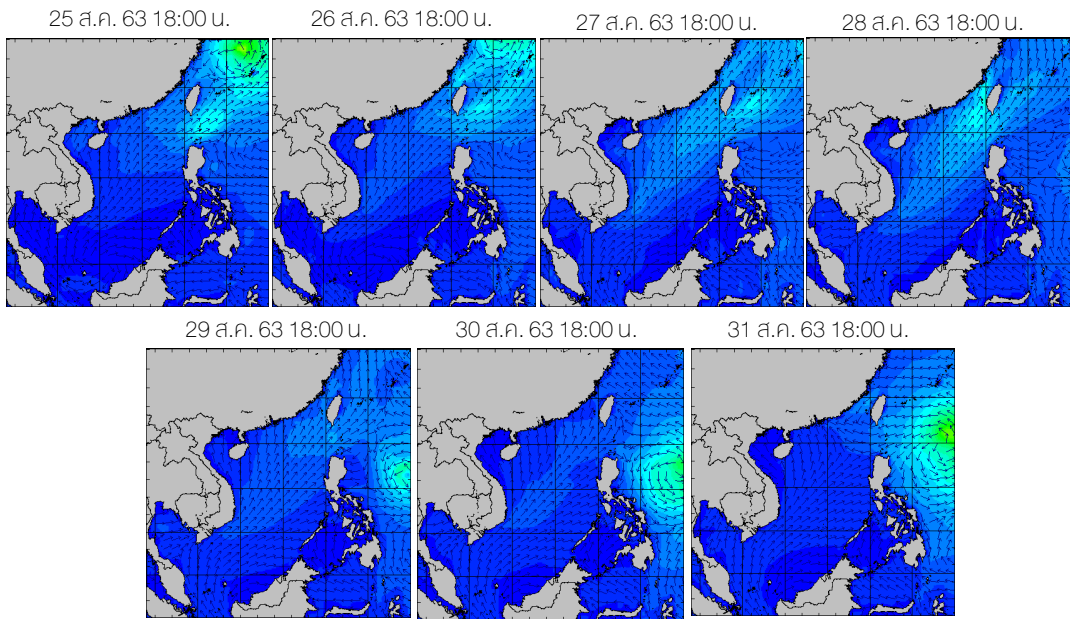 25 ส.ค. 63 18:00 น.
26 ส.ค. 63 18:00 น.
27 ส.ค. 63 18:00 น.
28 ส.ค. 63 18:00 น.
29 ส.ค. 63 18:00 น.
30 ส.ค. 63 18:00 น.
31 ส.ค. 63 18:00 น.